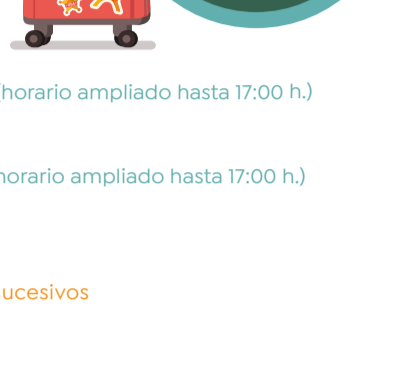 (horario ampliado hasta 17:00 h.)
horario ampliado hasta 17:00 h.)
ucesivos